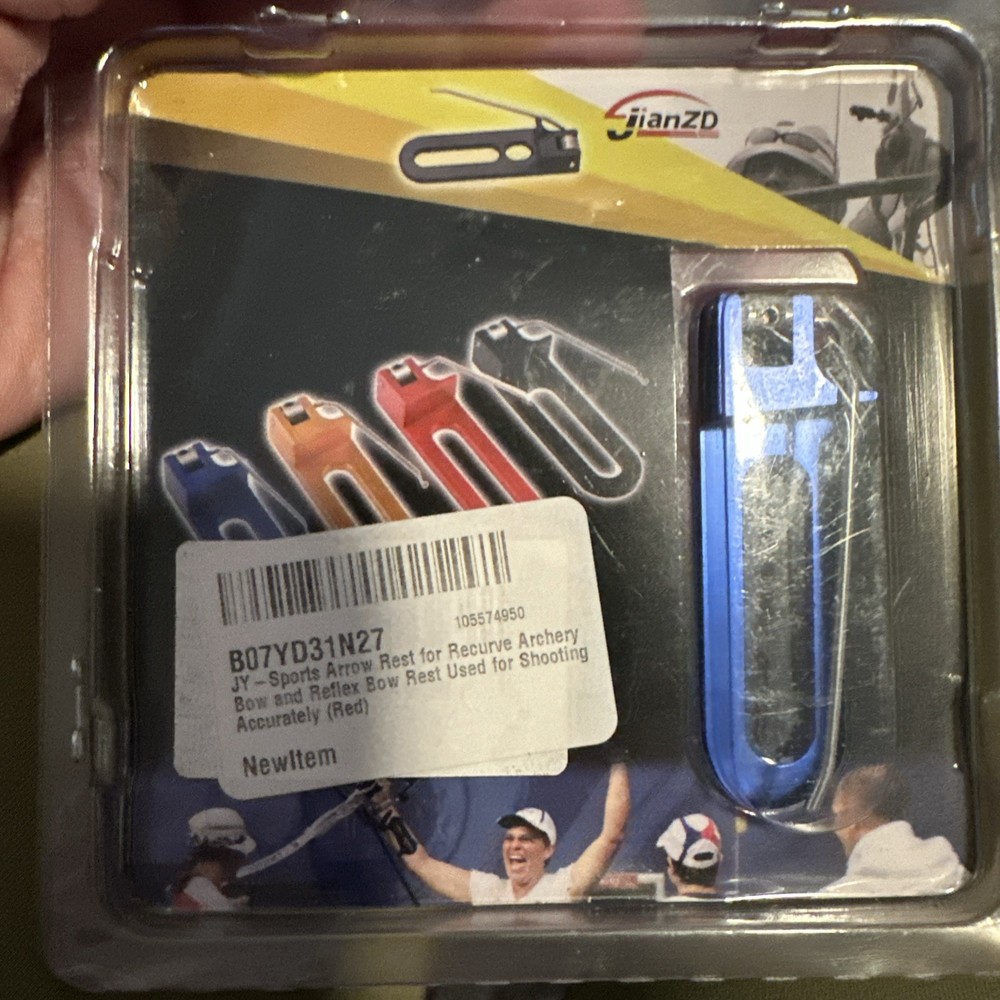 JianZD
105574950
B07YD31N27
JY-Sports Arrow Rest for Recurve Archery
Bow and Reflex Bow Rest Used for Shooting
Accurately (Red)
NewItem